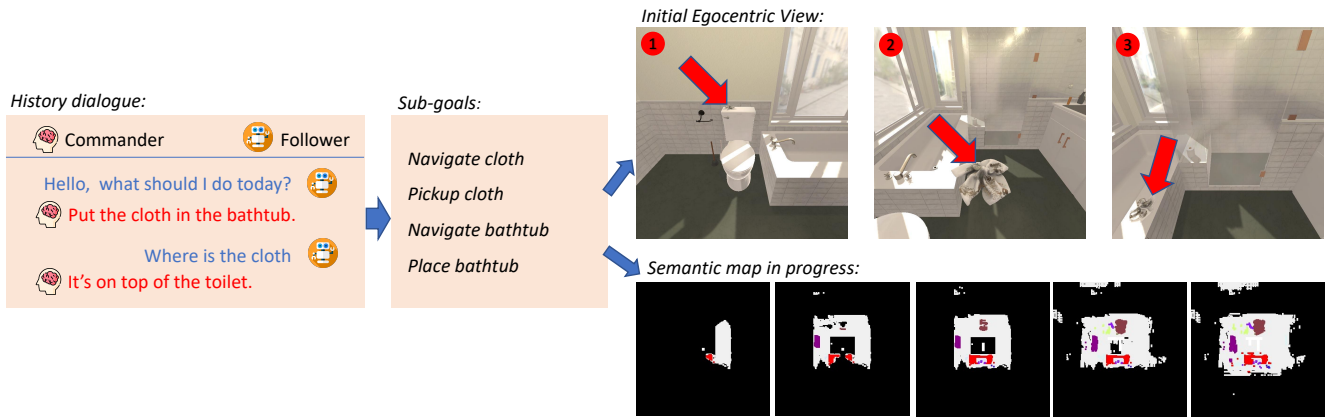 Initial Egocentric View:
1
2
3
History dialogue:
Sub-goals:
Commander
Follower
Hello, what should I do today?
Put the cloth in the bathtub.
Where is the cloth
It's on top of the toilet.
Navigate cloth
Pickup cloth
Navigate bathtub
Place bathtub
Semantic map in progress: